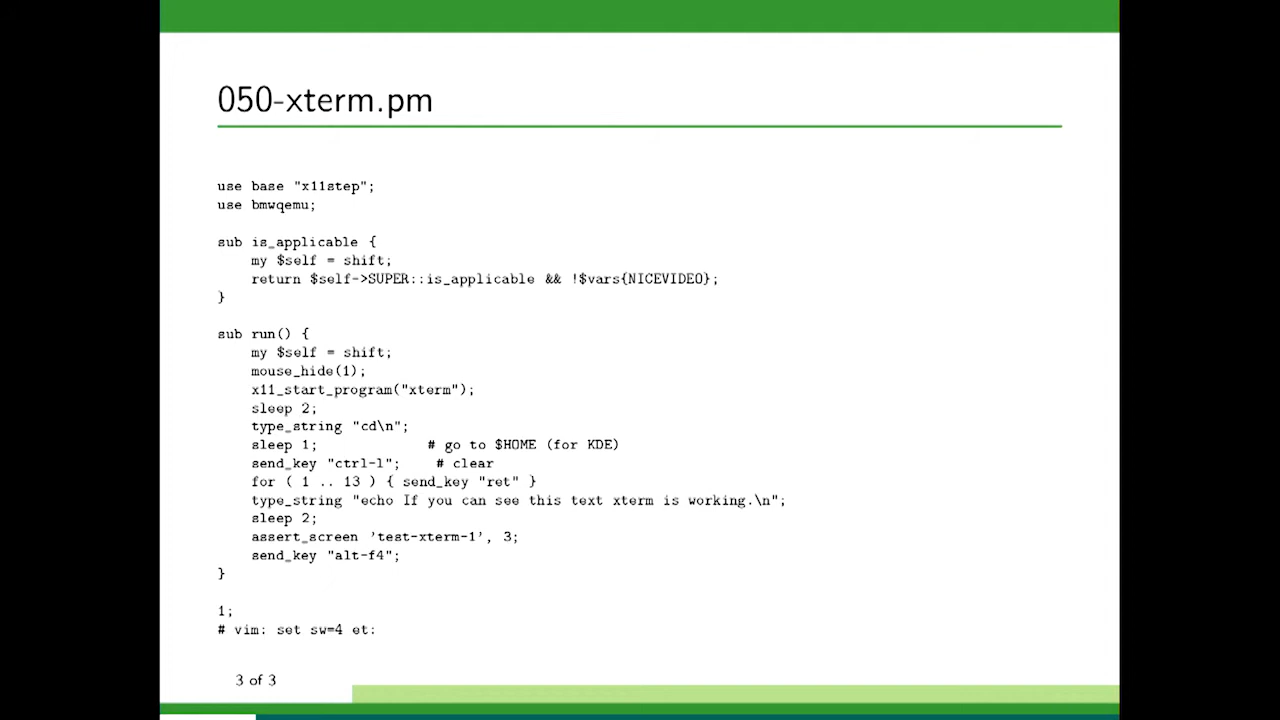 050-xterm.pm
use base "x11step";
use bmwqemu;
sub is_applicable {
    my $self = shift;
    return $self->SUPER::is_applicable && !$vars{NICEVIDEO};
}
sub run() {
    my $self = shift;
    mouse_hide(1);
    x11_start_program("xterm");
    sleep 2;
    type_string "cd\n";
    sleep 1;             # go to $HOME (for KDE)
    send_key "ctrl-l";    # clear
    for ( 1 .. 13 ) { send_key "ret" }
    type_string "echo If you can see this text xterm is working.\n";
    sleep 2;
    assert_screen 'test-xterm-1', 3;
    send_key "alt-f4";
}
1;
# vim: set sw=4 et:
3 of 3